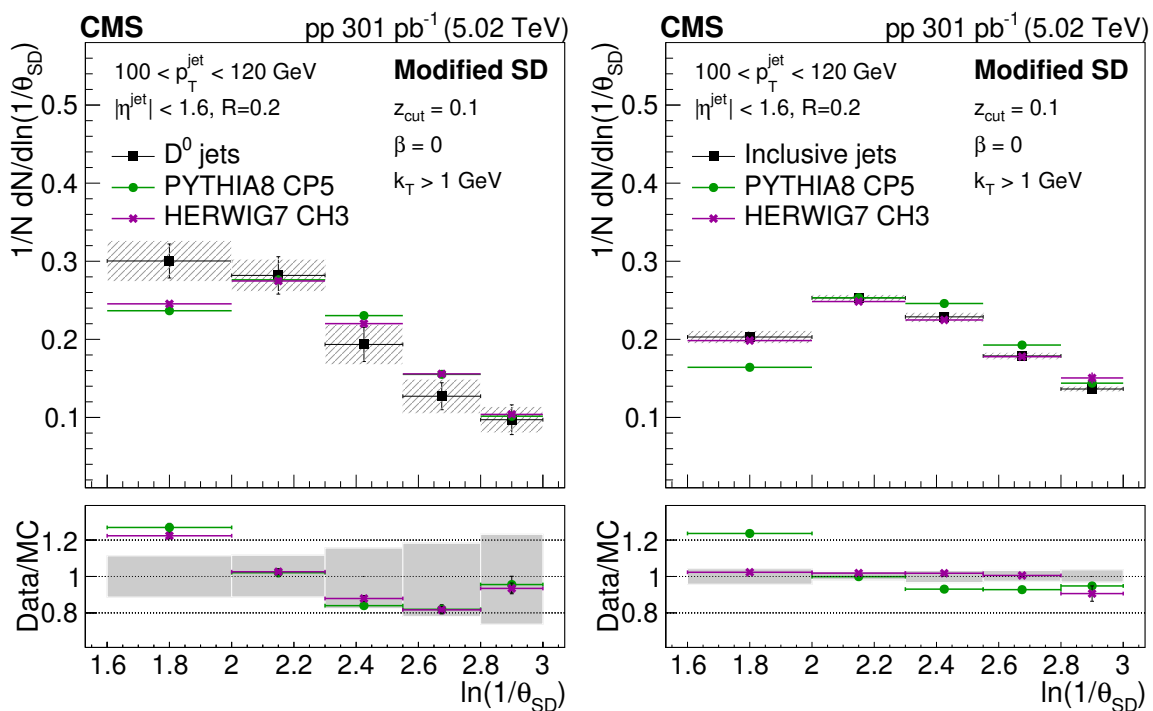 CMS pp 301 pb⁻¹ (5.02 TeV)
1/N dN/dln(1/θ_SD)
100 < p_T^jet < 120 GeV
|η^jet| < 1.6, R=0.2
Modified SD
z_cut = 0.1
β = 0
k_T > 1 GeV
D⁰ jets
PYTHIA8 CP5
HERWIG7 CH3
0.5
0.4
0.3
0.2
0.1
Data/MC
1.2
1
0.8
1.6 1.8 2 2.2 2.4 2.6 2.8 3
ln(1/θ_SD)
CMS pp 301 pb⁻¹ (5.02 TeV)
1/N dN/dln(1/θ_SD)
100 < p_T^jet < 120 GeV
|η^jet| < 1.6, R=0.2
Modified SD
z_cut = 0.1
β = 0
k_T > 1 GeV
Inclusive jets
PYTHIA8 CP5
HERWIG7 CH3
0.5
0.4
0.3
0.2
0.1
Data/MC
1.2
1
0.8
1.6 1.8 2 2.2 2.4 2.6 2.8 3
ln(1/θ_SD)